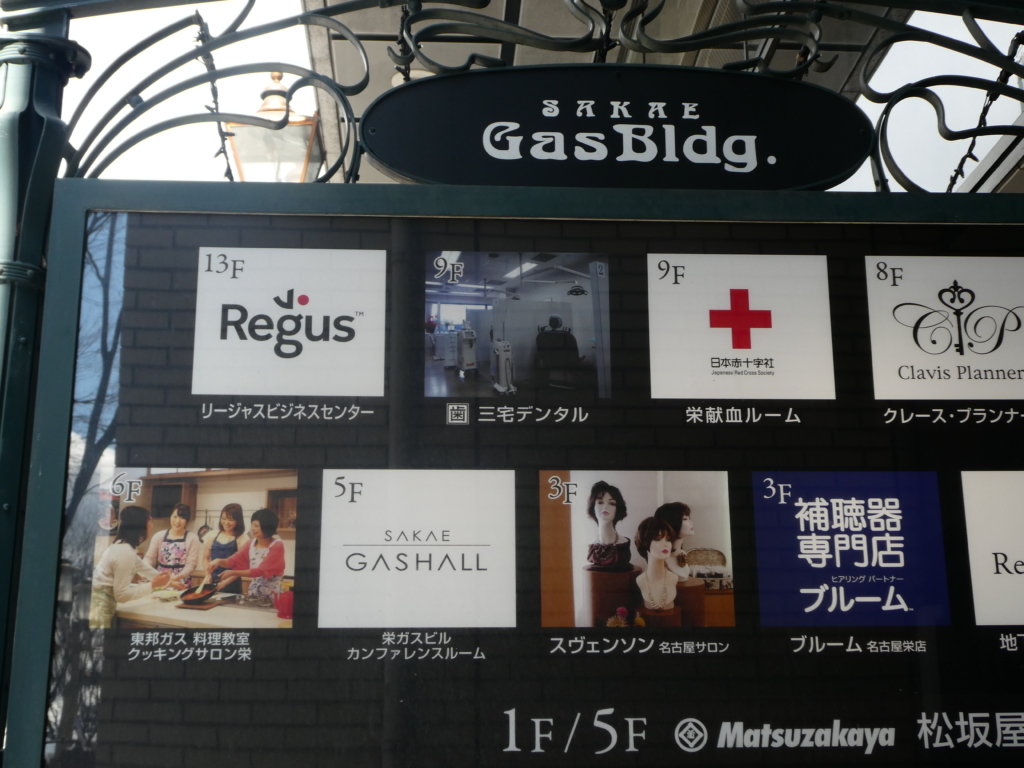 SAKAE
GasBldg.
13F
Regus™
リージャスビジネスセンター
9F
歯 三宅デンタル
9F
日本赤十字社
Japanese Red Cross Society
栄献血ルーム
8F
CP
Clavis Planner
クレース・プランナー
6F
東邦ガス 料理教室
クッキングサロン栄
5F
SAKAE
GASHALL
栄ガスビル
カンファレンスルーム
3F
スヴェンソン 名古屋サロン
3F
補聴器
専門店
ヒアリング パートナー
ブルーム™
ブルーム 名古屋栄店
Re
地下
1F / 5F Matsuzakaya 松坂屋